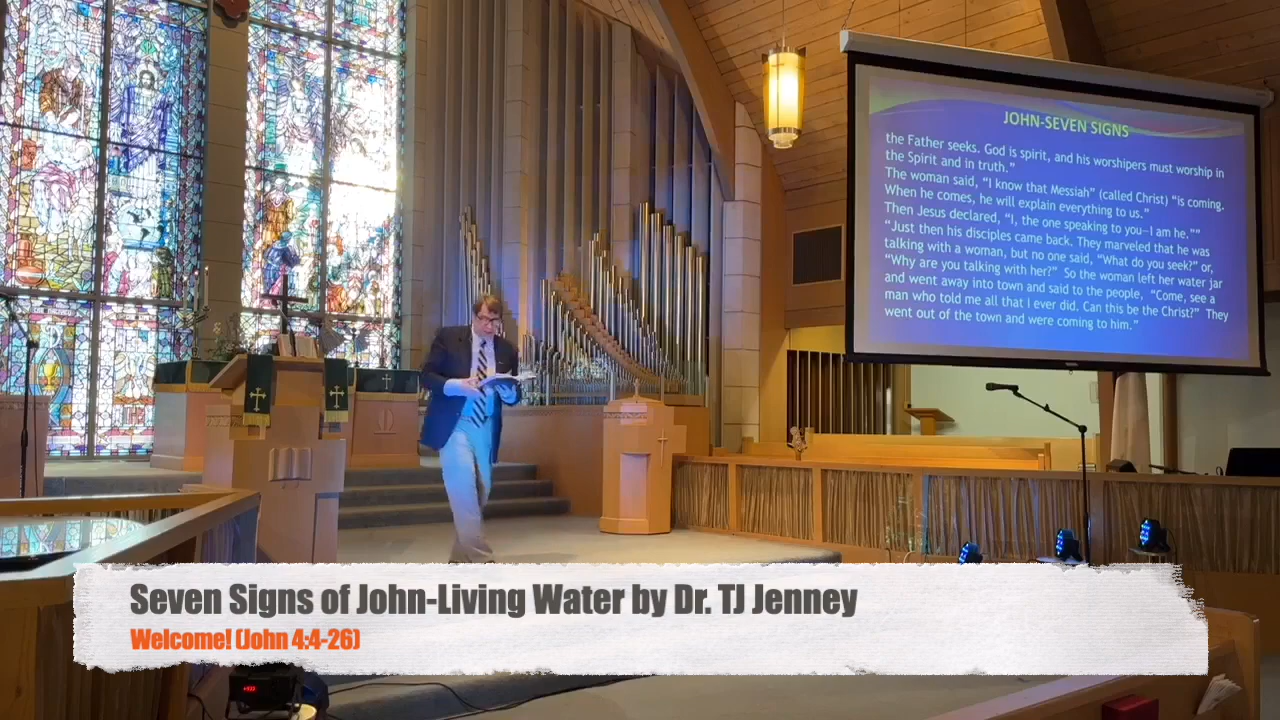 JOHN-SEVEN SIGNS
the Father seeks. God is spirit, and his worshipers must worship in
the Spirit and in truth.”
The woman said, “I know that Messiah” (called Christ) “is coming.
When he comes, he will explain everything to us.”
Then Jesus declared, “I, the one speaking to you—I am he.””
“Just then his disciples came back. They marveled that he was
talking with a woman, but no one said, “What do you seek?” or,
“Why are you talking with her?” So the woman left her water jar
and went away into town and said to the people, “Come, see a
man who told me all that I ever did. Can this be the Christ?” They
went out of the town and were coming to him.”
Seven Signs of John-Living Water by Dr. TJ Jenney
Welcome! (John 4:4-26)